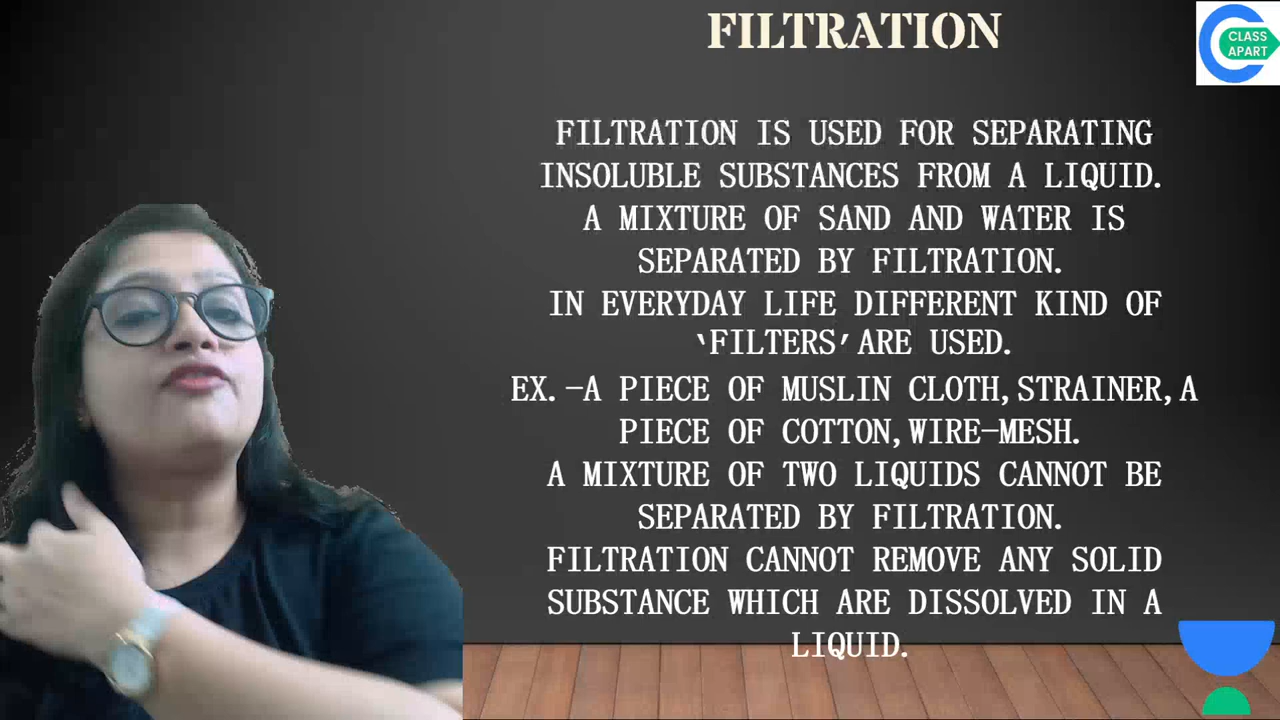 FILTRATION
CLASS
APART
FILTRATION IS USED FOR SEPARATING
INSOLUBLE SUBSTANCES FROM A LIQUID.
A MIXTURE OF SAND AND WATER IS
SEPARATED BY FILTRATION.
IN EVERYDAY LIFE DIFFERENT KIND OF
‵FILTERS′ARE USED.
EX.-A PIECE OF MUSLIN CLOTH,STRAINER,A
PIECE OF COTTON,WIRE-MESH.
A MIXTURE OF TWO LIQUIDS CANNOT BE
SEPARATED BY FILTRATION.
FILTRATION CANNOT REMOVE ANY SOLID
SUBSTANCE WHICH ARE DISSOLVED IN A
LIQUID.